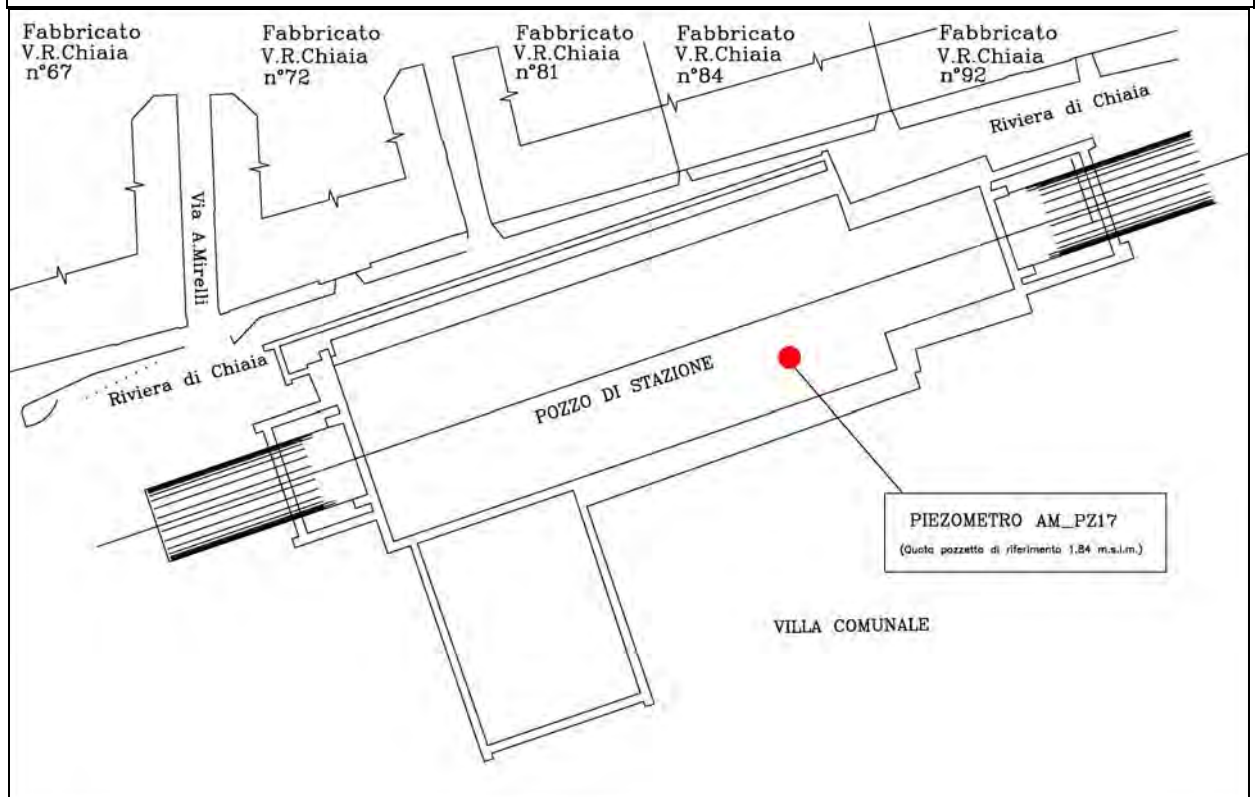 Fabbricato
V.R.Chiaia
n°67
Fabbricato
V.R.Chiaia
n°72
Fabbricato
V.R.Chiaia
n°81
Fabbricato
V.R.Chiaia
n°84
Fabbricato
V.R.Chiaia
n°92
Riviera di Chiaia
Via A.Mirelli
Riviera di Chiaia
POZZO DI STAZIONE
PIEZOMETRO AM_PZ17
(Quota pozzetto di riferimento 1.84 m.s.l.m.)
VILLA COMUNALE